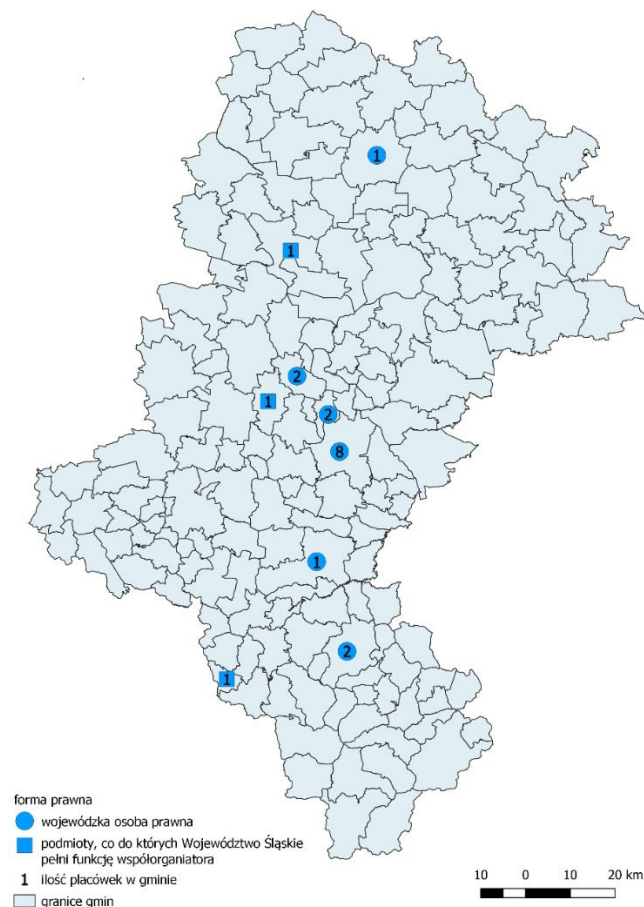 1
1
2
1
2
8
1
2
1
forma prawna
wojewódzka osoba prawna
podmioty, co do których Województwo Śląskie
pełni funkcję współorganiatora
1 ilość placówek w gminie
granice gmin
10 0 10 20 km